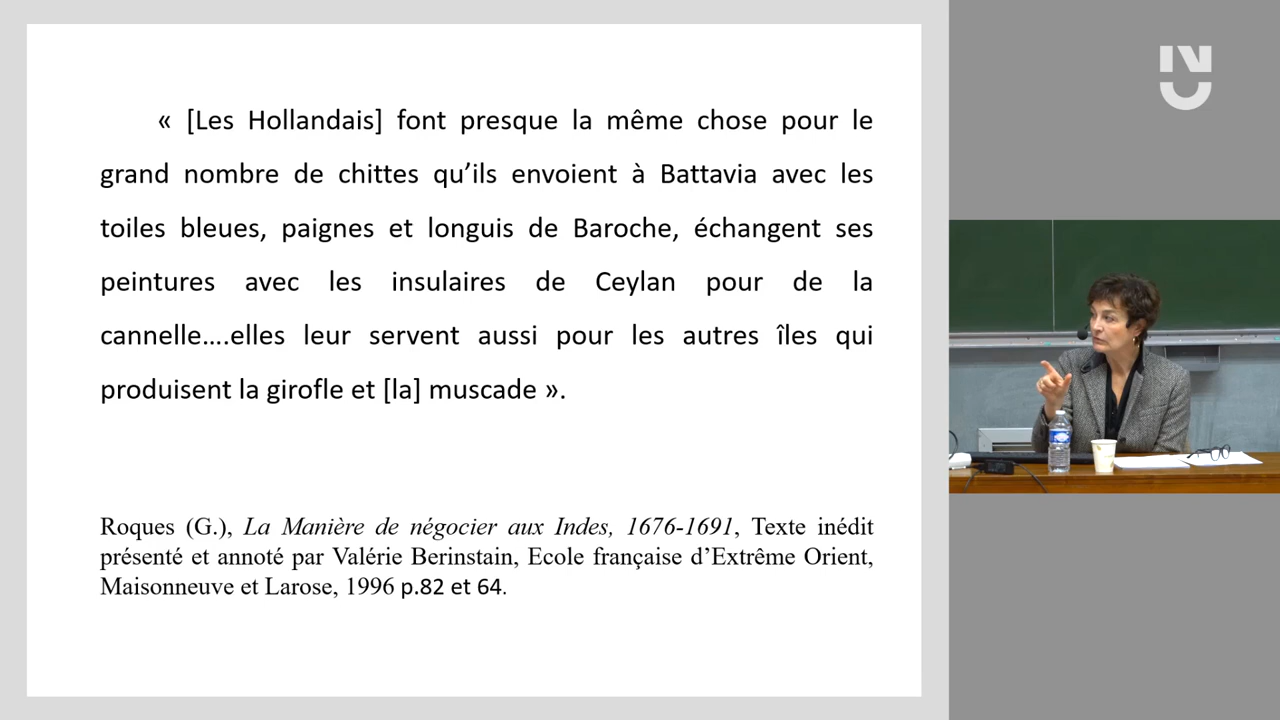 « [Les Hollandais] font presque la même chose pour le
grand nombre de chittes qu’ils envoient à Battavia avec les
toiles bleues, paignes et longuis de Baroche, échangent ses
peintures avec les insulaires de Ceylan pour de la
cannelle….elles leur servent aussi pour les autres îles qui
produisent la girofle et [la] muscade ».
Roques (G.), La Manière de négocier aux Indes, 1676-1691, Texte inédit
présenté et annoté par Valérie Berinstain, Ecole française d’Extrême Orient,
Maisonneuve et Larose, 1996 p.82 et 64.